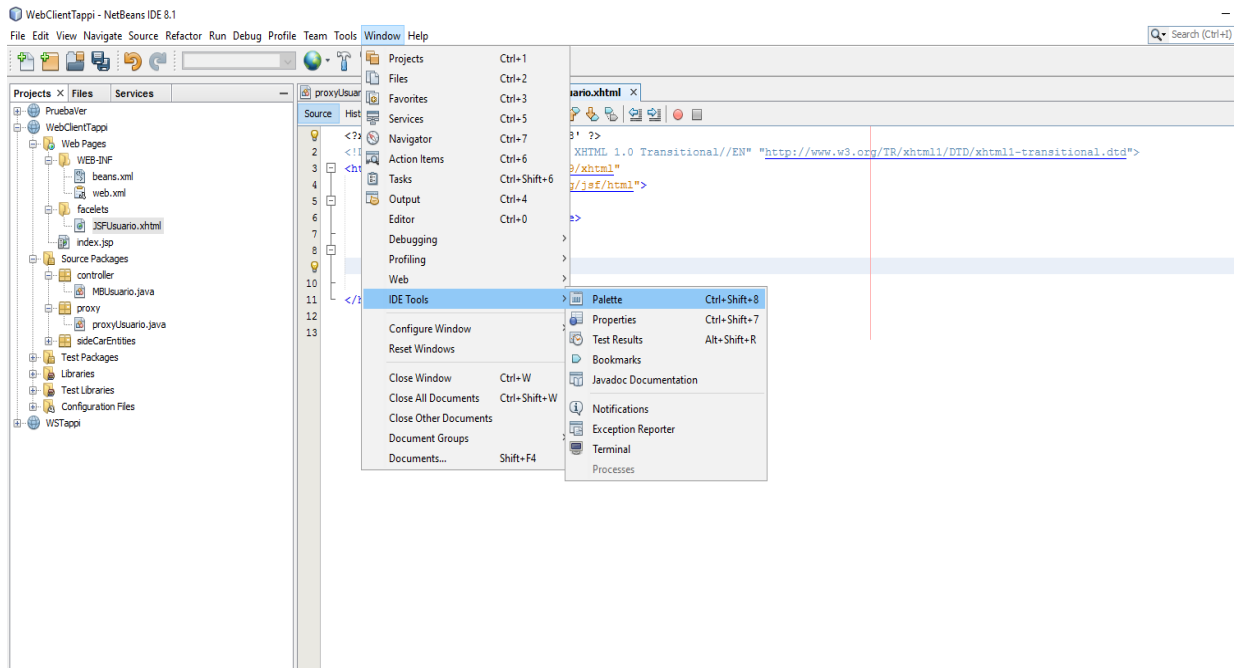 WebClientTappi - NetBeans IDE 8.1
File Edit View Navigate Source Refactor Run Debug Profile Team Tools Window Help
Search (Ctrl+I)
Projects × Files Services
PruebaVer
WebClientTappi
Web Pages
WEB-INF
beans.xml
web.xml
facelets
JSFUsuario.xhtml
index.jsp
Source Packages
controller
MBUsuario.java
proxy
proxyUsuario.java
sideCarEntities
Test Packages
Libraries
Test Libraries
Configuration Files
WSTappi
Projects Ctrl+1
Files Ctrl+2
Favorites Ctrl+3
Services Ctrl+5
Navigator Ctrl+7
Action Items Ctrl+6
Tasks Ctrl+Shift+6
Output Ctrl+4
Editor Ctrl+0
Debugging
Profiling
Web
IDE Tools
Configure Window
Reset Windows
Close Window Ctrl+W
Close All Documents Ctrl+Shift+W
Close Other Documents
Document Groups
Documents... Shift+F4
Palette Ctrl+Shift+8
Properties Ctrl+Shift+7
Test Results Alt+Shift+R
Bookmarks
Javadoc Documentation
Notifications
Exception Reporter
Terminal
Processes
proxyUsuar
uario.xhtml ×
Source Hist
<?x 8' ?>
2 <!D XHTML 1.0 Transitional//EN" "http://www.w3.org/TR/xhtml1/DTD/xhtml1-transitional.dtd">
3 <ht 9/xhtml"
4 g/jsf/html">
5
6 e>
7
8
10
11 </h
12
13